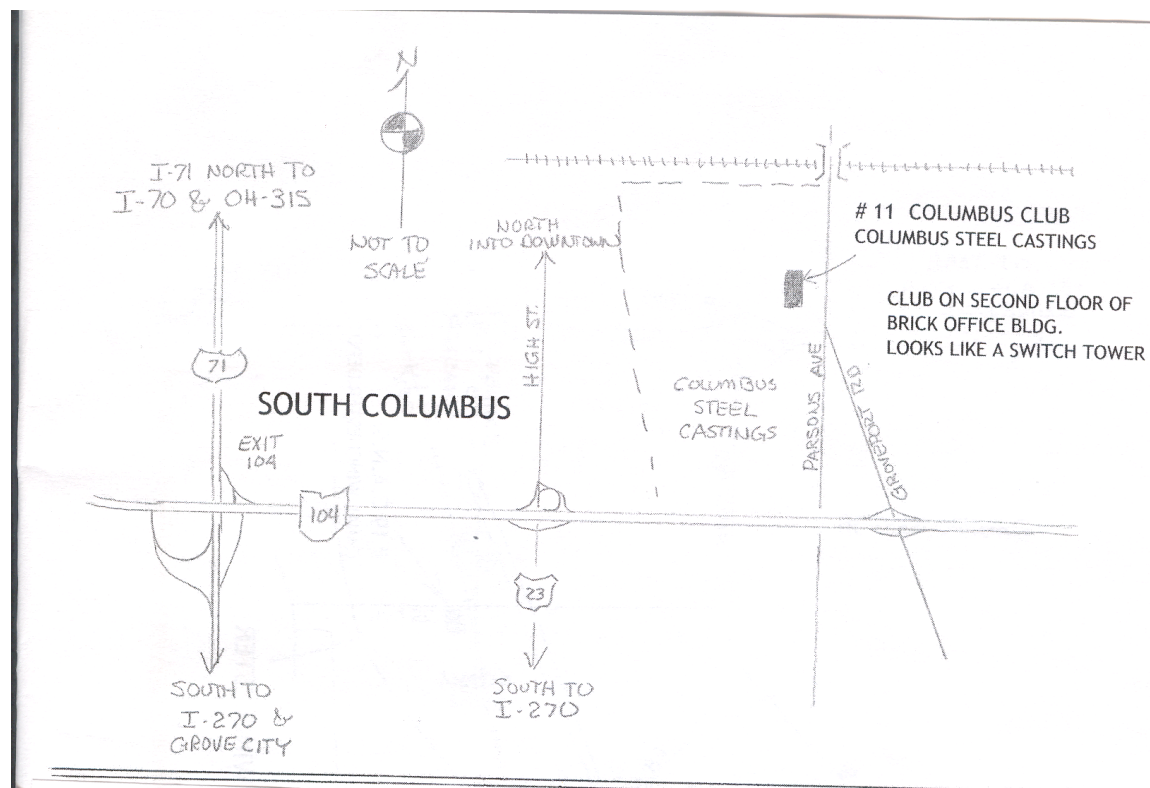 N
I-71 NORTH TO
I-70 & OH-315
NOT TO
SCALE
NORTH
INTO DOWNTOWN
# 11 COLUMBUS CLUB
COLUMBUS STEEL CASTINGS
CLUB ON SECOND FLOOR OF
BRICK OFFICE BLDG.
LOOKS LIKE A SWITCH TOWER
HIGH ST.
71
SOUTH COLUMBUS
COLUMBUS
STEEL
CASTINGS
PARSONS AVE
GROVEPORT RD.
EXIT
104
104
23
SOUTH TO
I-270 &
GROVE CITY
SOUTH TO
I-270